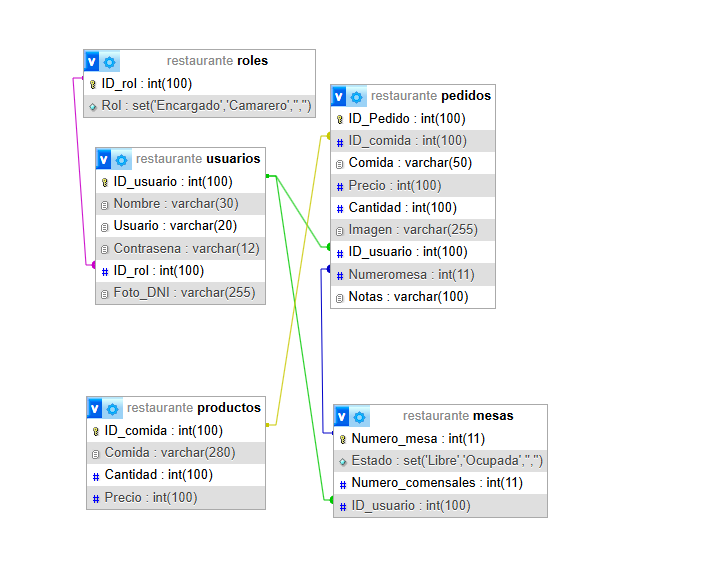 restaurante roles
ID_rol : int(100)
Rol : set('Encargado','Camarero','','')
restaurante usuarios
ID_usuario : int(100)
Nombre : varchar(30)
Usuario : varchar(20)
Contrasena : varchar(12)
ID_rol : int(100)
Foto_DNI : varchar(255)
restaurante pedidos
ID_Pedido : int(100)
ID_comida : int(100)
Comida : varchar(50)
Precio : int(100)
Cantidad : int(100)
Imagen : varchar(255)
ID_usuario : int(100)
Numeromesa : int(11)
Notas : varchar(100)
restaurante productos
ID_comida : int(100)
Comida : varchar(280)
Cantidad : int(100)
Precio : int(100)
restaurante mesas
Numero_mesa : int(11)
Estado : set('Libre','Ocupada','','')
Numero_comensales : int(11)
ID_usuario : int(100)